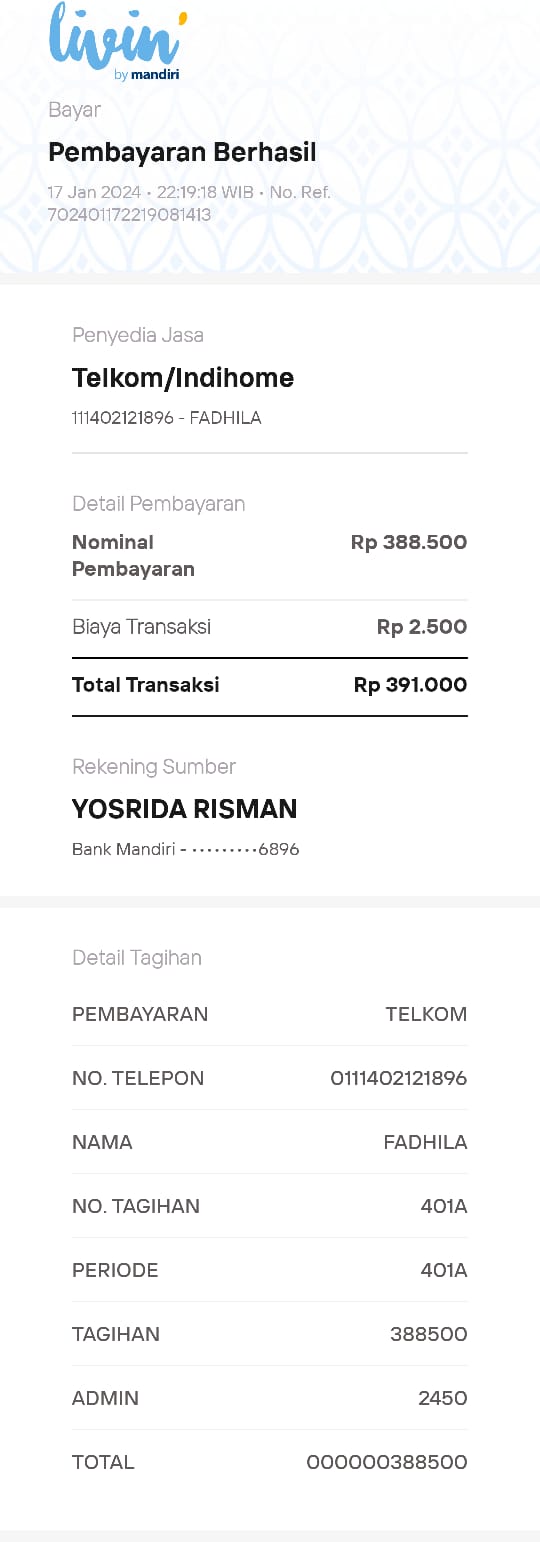 livin'
by mandiri
Bayar
Pembayaran Berhasil
17 Jan 2024 • 22:19:18 WIB • No. Ref.
702401172219081413
Penyedia Jasa
Telkom/Indihome
111402121896 - FADHILA
Detail Pembayaran
Nominal Rp 388.500
Pembayaran
Biaya Transaksi Rp 2.500
Total Transaksi Rp 391.000
Rekening Sumber
YOSRIDA RISMAN
Bank Mandiri - •••••••••6896
Detail Tagihan
PEMBAYARAN TELKOM
NO. TELEPON 0111402121896
NAMA FADHILA
NO. TAGIHAN 401A
PERIODE 401A
TAGIHAN 388500
ADMIN 2450
TOTAL 000000388500